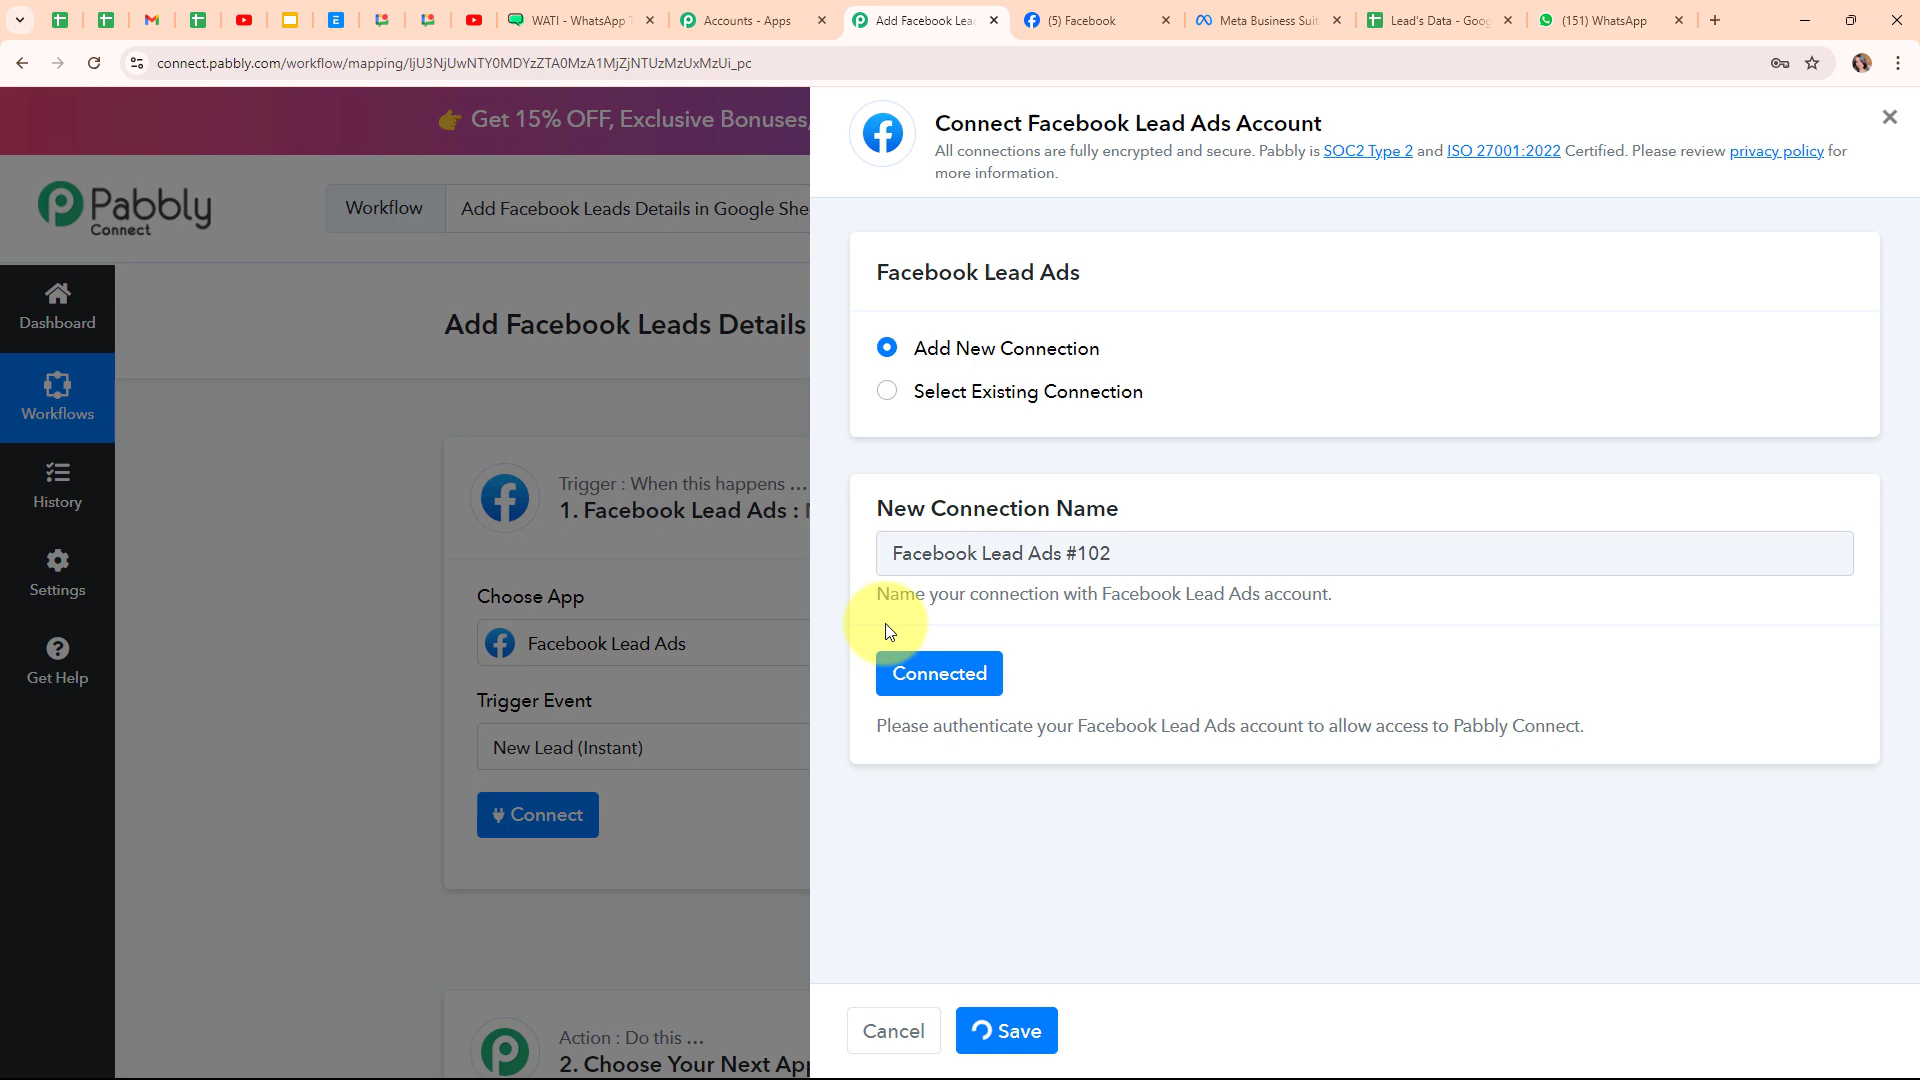 WATI - WhatsApp T
Accounts - Apps
Add Facebook Lea
(5) Facebook
Meta Business Suit
Lead's Data - Goog
(151) WhatsApp
connect.pabbly.com/workflow/mapping/IjU3NjUwNTY0MDYzZTA0MzA1MjZjNTUzMzUxMzUi_pc
Get 15% OFF, Exclusive Bonuses,
Connect Facebook Lead Ads Account
All connections are fully encrypted and secure. Pabbly is SOC2 Type 2 and ISO 27001:2022 Certified. Please review privacy policy for
more information.
Pabbly
Connect
Workflow
Add Facebook Leads Details in Google She
Facebook Lead Ads
Add New Connection
Select Existing Connection
Dashboard
Workflows
History
Settings
Get Help
Add Facebook Leads Details
Trigger : When this happens ...
1. Facebook Lead Ads :
Choose App
Facebook Lead Ads
Trigger Event
New Lead (Instant)
Connect
Action : Do this ...
2. Choose Your Next App
New Connection Name
Facebook Lead Ads #102
Name your connection with Facebook Lead Ads account.
Connected
Please authenticate your Facebook Lead Ads account to allow access to Pabbly Connect.
Cancel
Save